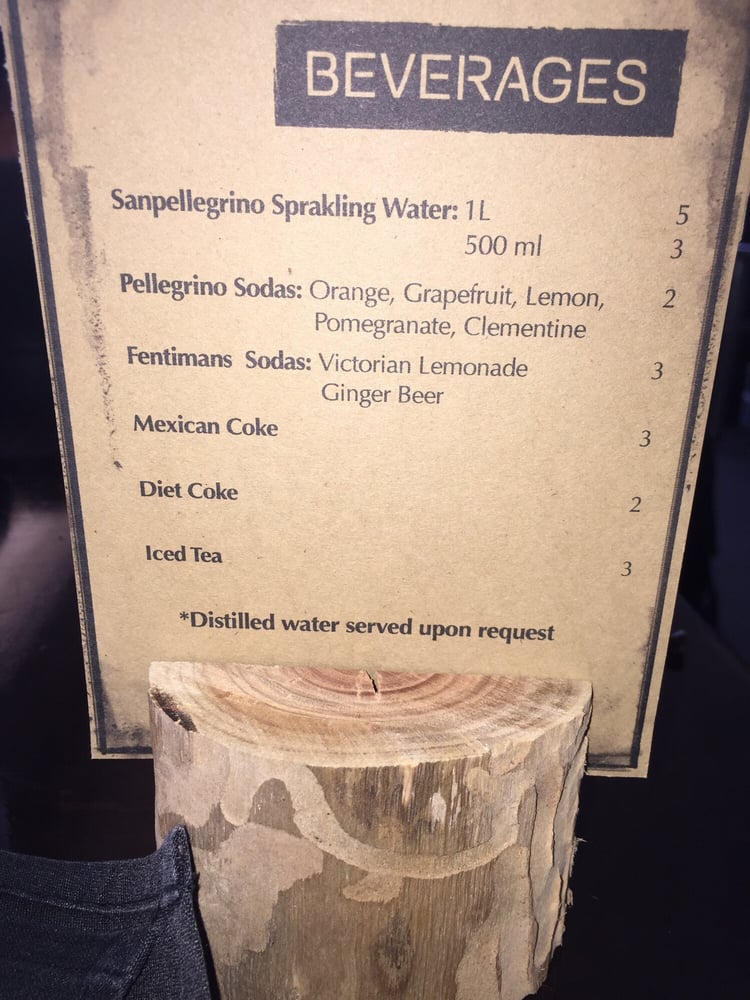 BEVERAGES
Sanpellegrino Sprakling Water: 1L 5
500 ml 3
Pellegrino Sodas: Orange, Grapefruit, Lemon, 2
Pomegranate, Clementine
Fentimans Sodas: Victorian Lemonade 3
Ginger Beer
Mexican Coke 3
Diet Coke 2
Iced Tea 3
*Distilled water served upon request